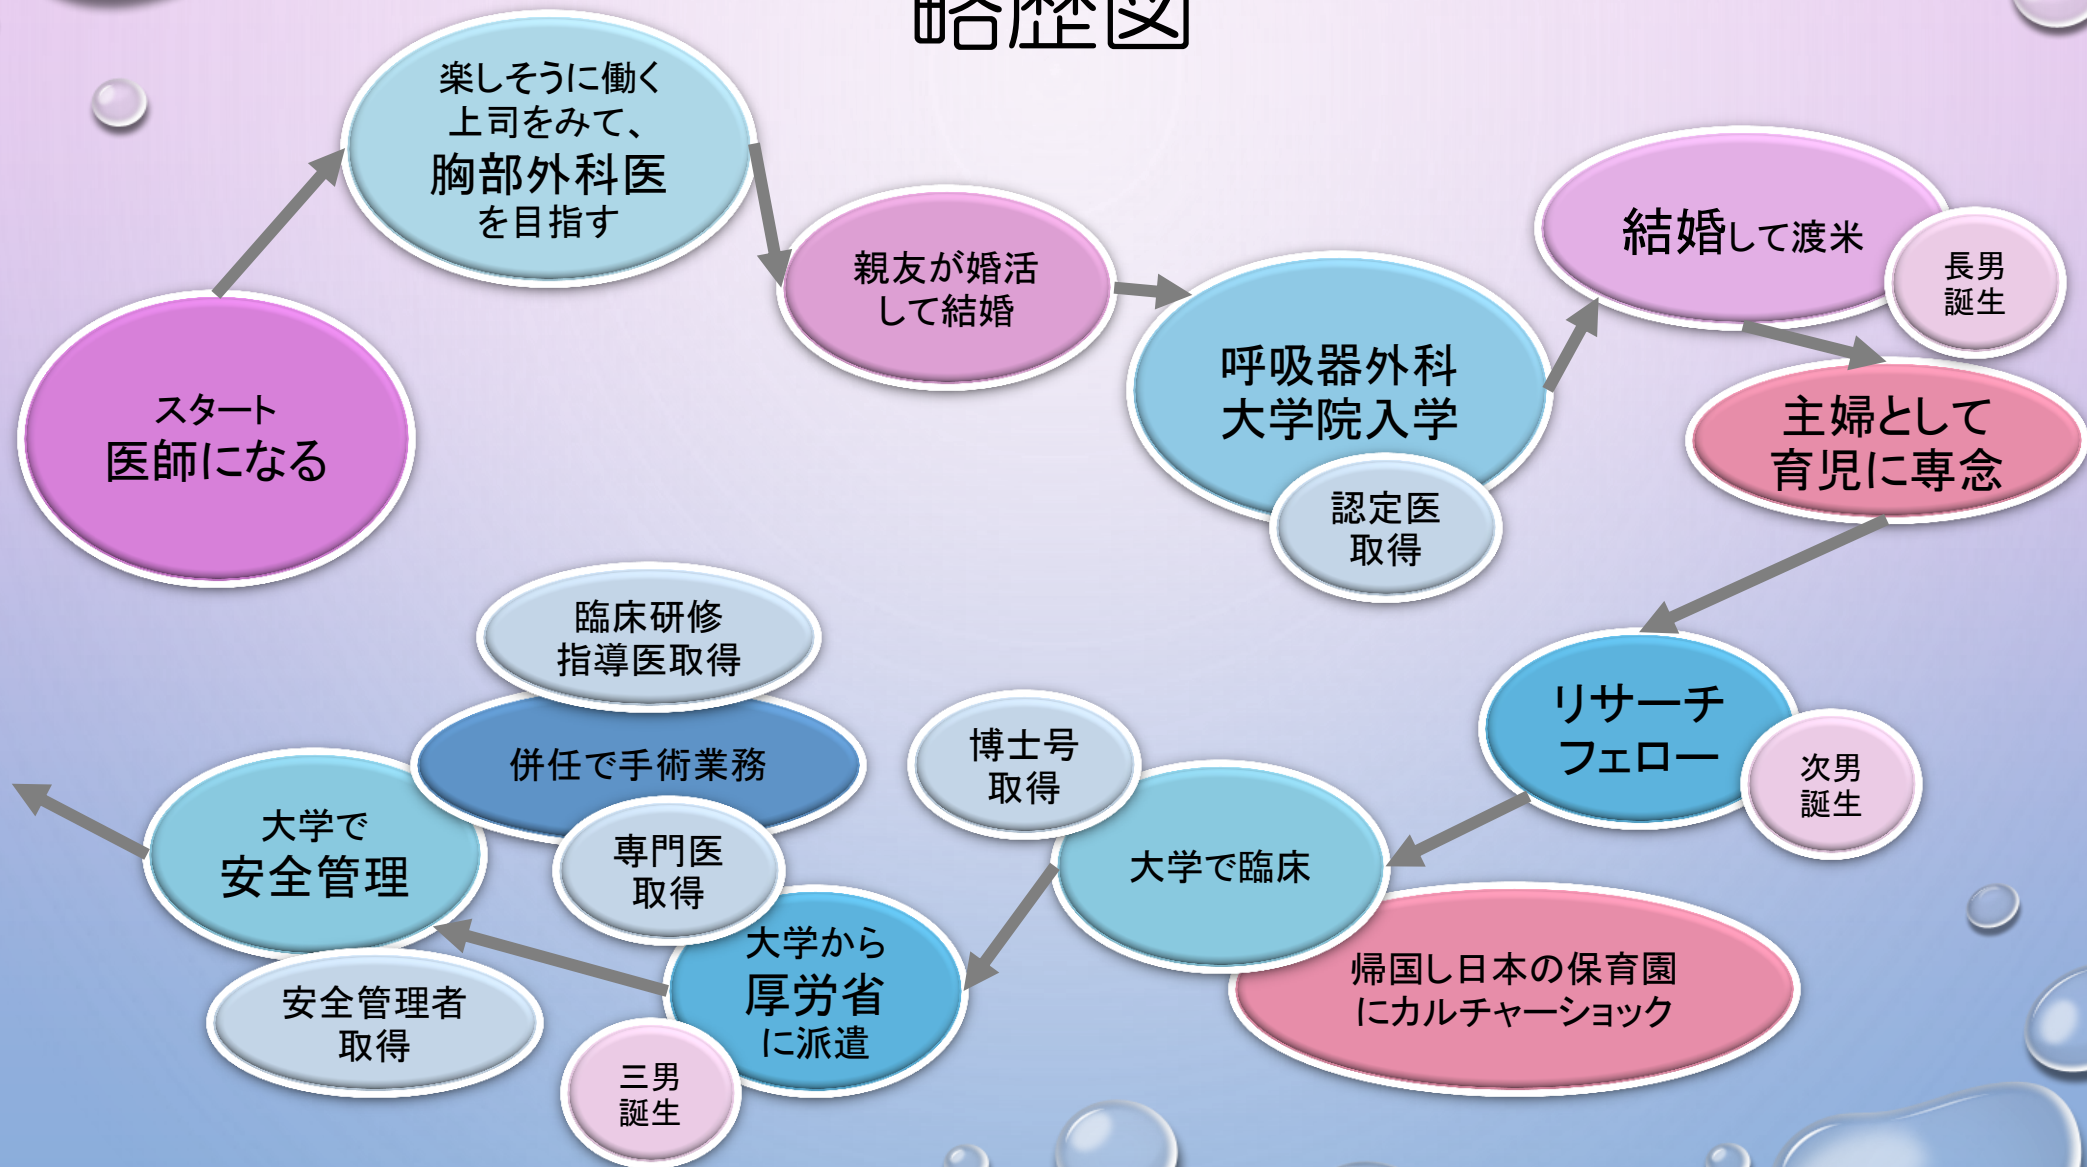 略歴図
楽しそうに働く
上司をみて、
胸部外科医
を目指す
スタート
医師になる
親友が婚活
して結婚
呼吸器外科
大学院入学
認定医
取得
結婚して渡米
長男
誕生
主婦として
育児に専念
リサーチ
フェロー
次男
誕生
大学で臨床
博士号
取得
帰国し日本の保育園
にカルチャーショック
大学から
厚労省
に派遣
三男
誕生
専門医
取得
併任で手術業務
臨床研修
指導医取得
大学で
安全管理
安全管理者
取得